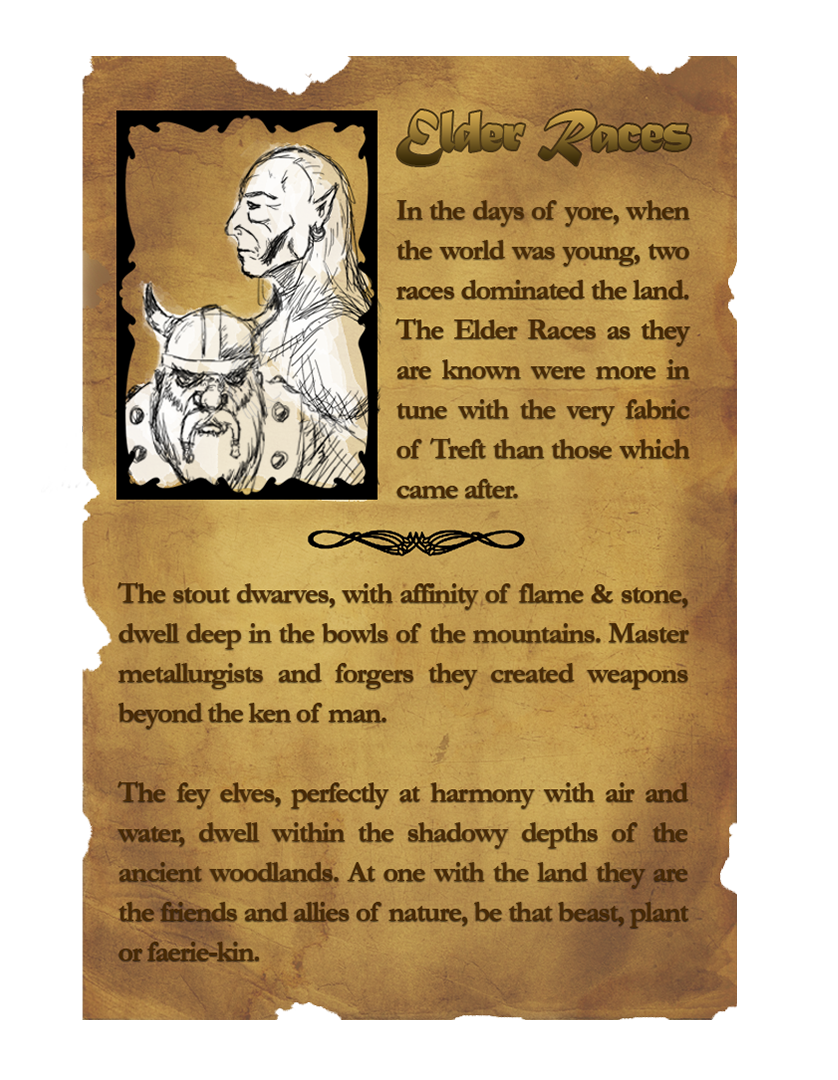 Elder Races
In the days of yore, when
the world was young, two
races dominated the land.
The Elder Races as they
are known were more in
tune with the very fabric
of Treft than those which
came after.
The stout dwarves, with affinity of flame & stone,
dwell deep in the bowls of the mountains. Master
metallurgists and forgers they created weapons
beyond the ken of man.
The fey elves, perfectly at harmony with air and
water, dwell within the shadowy depths of the
ancient woodlands. At one with the land they are
the friends and allies of nature, be that beast, plant
or faerie-kin.